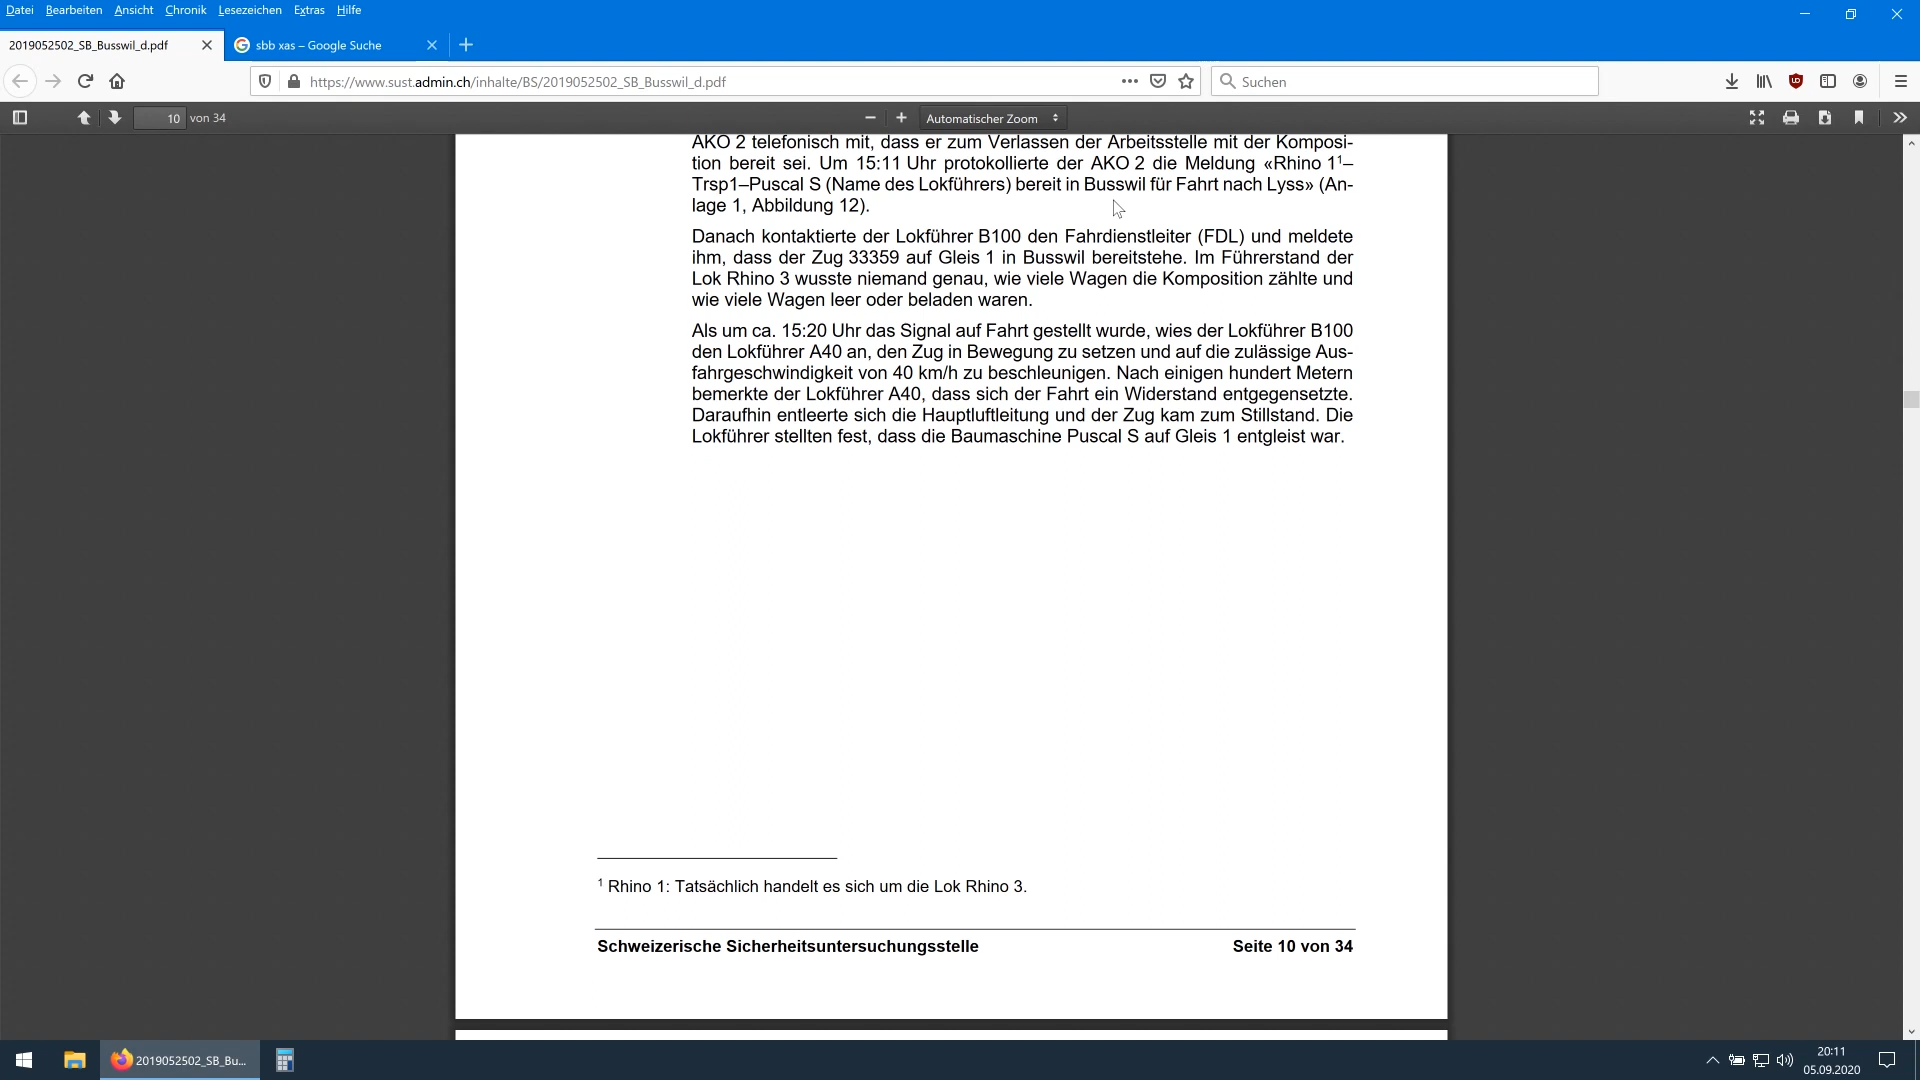 Datei Bearbeiten Ansicht Chronik Lesezeichen Extras Hilfe
2019052502_SB_Busswil_d.pdf
sbb xas – Google Suche
https://www.sust.admin.ch/inhalte/BS/2019052502_SB_Busswil_d.pdf
Suchen
10 von 34
Automatischer Zoom
AKO 2 telefonisch mit, dass er zum Verlassen der Arbeitsstelle mit der Komposi-
tion bereit sei. Um 15:11 Uhr protokollierte der AKO 2 die Meldung «Rhino 1¹–
Trsp1–Puscal S (Name des Lokführers) bereit in Busswil für Fahrt nach Lyss» (An-
lage 1, Abbildung 12).
Danach kontaktierte der Lokführer B100 den Fahrdienstleiter (FDL) und meldete
ihm, dass der Zug 33359 auf Gleis 1 in Busswil bereitstehe. Im Führerstand der
Lok Rhino 3 wusste niemand genau, wie viele Wagen die Komposition zählte und
wie viele Wagen leer oder beladen waren.
Als um ca. 15:20 Uhr das Signal auf Fahrt gestellt wurde, wies der Lokführer B100
den Lokführer A40 an, den Zug in Bewegung zu setzen und auf die zulässige Aus-
fahrgeschwindigkeit von 40 km/h zu beschleunigen. Nach einigen hundert Metern
bemerkte der Lokführer A40, dass sich der Fahrt ein Widerstand entgegensetzte.
Daraufhin entleerte sich die Hauptluftleitung und der Zug kam zum Stillstand. Die
Lokführer stellten fest, dass die Baumaschine Puscal S auf Gleis 1 entgleist war.
¹ Rhino 1: Tatsächlich handelt es sich um die Lok Rhino 3.
Schweizerische Sicherheitsuntersuchungsstelle Seite 10 von 34
2019052502_SB_Bu...
20:11
05.09.2020